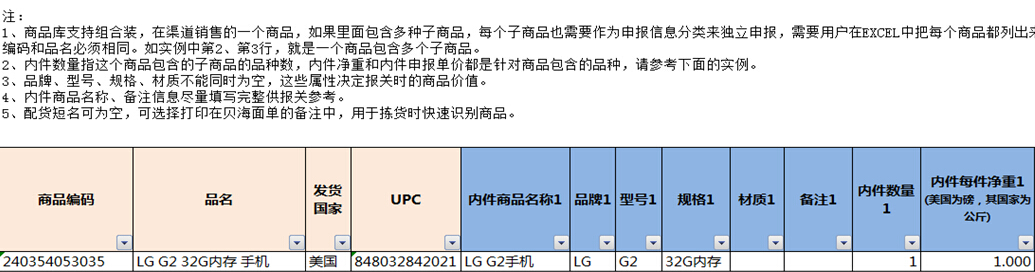 注：
1、商品库支持组合装，在渠道销售的一个商品，如果里面包含多种子商品，每个子商品也需要作为申报信息分类来独立申报，需要用户在EXCEL中把每个商品都列出来
编码和品名必须相同。如实例中第2、第3行，就是一个商品包含多个子商品。
2、内件数量指这个商品包含的子商品的品种数，内件净重和内件申报单价都是针对商品包含的品种，请参考下面的实例。
3、品牌、型号、规格、材质不能同时为空，这些属性决定报关时的商品价值。
4、内件商品名称、备注信息尽量填写完整供报关参考。
5、配货短名可为空，可选择打印在贝海面单的备注中，用于拣货时快速识别商品。
商品编码 品名 发货国家 UPC 内件商品名称1 品牌1 型号1 规格1 材质1 备注1 内件数量1 内件每件净重1 (美国为磅，其国家为公斤)
240354053035 LG G2 32G内存 手机 美国 848032842021 LG G2手机 LG G2 32G内存 1 1.000